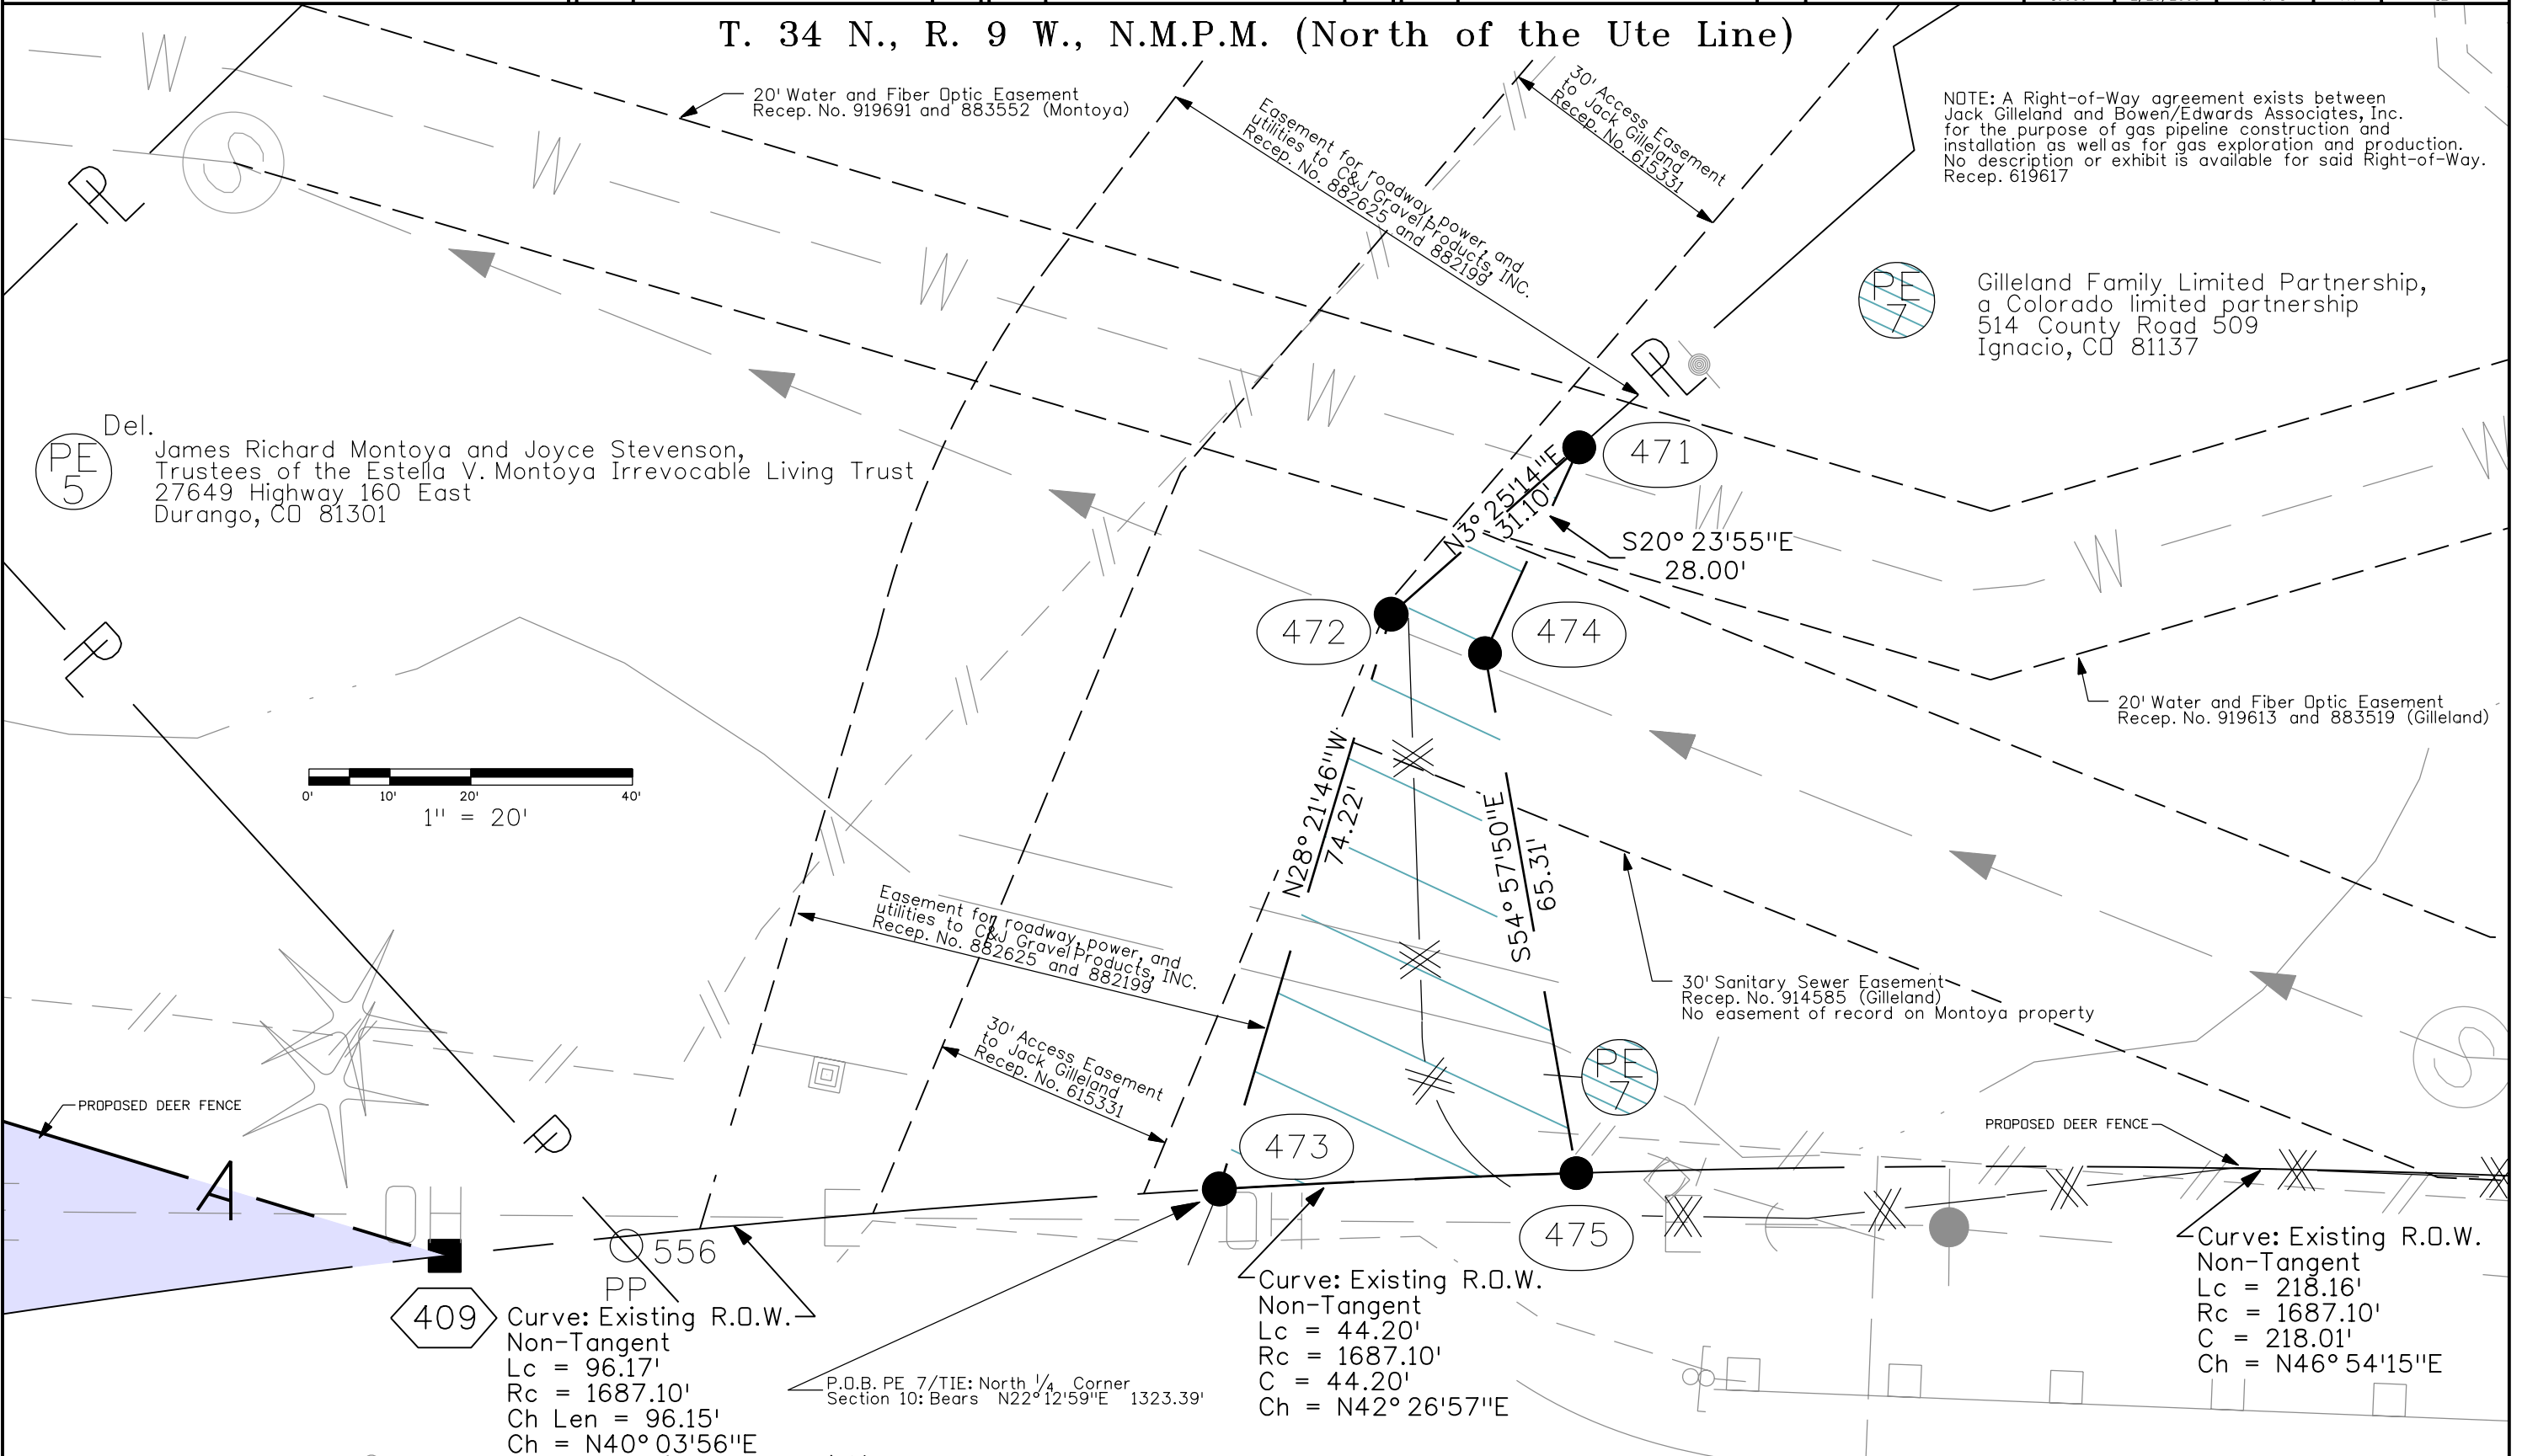 T. 34 N., R. 9 W., N.M.P.M. (North of the Ute Line)
20' Water and Fiber Optic Easement
Recep. No. 919691 and 883552 (Montoya)
30' Access Easement
to Jack Gilleland
Recep. No. 615331
Easement for roadway, power, and
utilities to C&J Gravel Products, INC.
Recep. No. 882625 and 882199
NOTE: A Right-of-Way agreement exists between
Jack Gilleland and Bowen/Edwards Associates, Inc.
for the purpose of gas pipeline construction and
installation as well as for gas exploration and production.
No description or exhibit is available for said Right-of-Way.
Recep. 619617
W
W
W
W
W
W
W
S
PL
PL
PE
7
Gilleland Family Limited Partnership,
a Colorado limited partnership
514 County Road 509
Ignacio, CO 81137
Del.
PE
5
James Richard Montoya and Joyce Stevenson,
Trustees of the Estella V. Montoya Irrevocable Living Trust
27649 Highway 160 East
Durango, CO 81301
471
N3° 25'14"E
31.10'
S20° 23'55"E
28.00'
472
474
PL
20' Water and Fiber Optic Easement
Recep. No. 919613 and 883519 (Gilleland)
0'
10'
20'
40'
1" = 20'
N28° 21'46"W
74.22'
S54° 57'50"E
65.31'
Easement for roadway, power, and
utilities to C&J Gravel Products, INC.
Recep. No. 882625 and 882199
30' Sanitary Sewer Easement
Recep. No. 914585 (Gilleland)
No easement of record on Montoya property
30' Access Easement
to Jack Gilleland
Recep. No. 615331
PE
7
S
PROPOSED DEER FENCE
PROPOSED DEER FENCE
P
A
473
OH
E
OH
E
475
556
PP
409
Curve: Existing R.O.W.
Non-Tangent
Lc = 96.17'
Rc = 1687.10'
Ch Len = 96.15'
Ch = N40° 03'56"E
P.O.B. PE 7/TIE: North 1/4 Corner
Section 10: Bears N22° 12'59"E 1323.39'
Curve: Existing R.O.W.
Non-Tangent
Lc = 44.20'
Rc = 1687.10'
C = 44.20'
Ch = N42° 26'57"E
Curve: Existing R.O.W.
Non-Tangent
Lc = 218.16'
Rc = 1687.10'
C = 218.01'
Ch = N46° 54'15"E